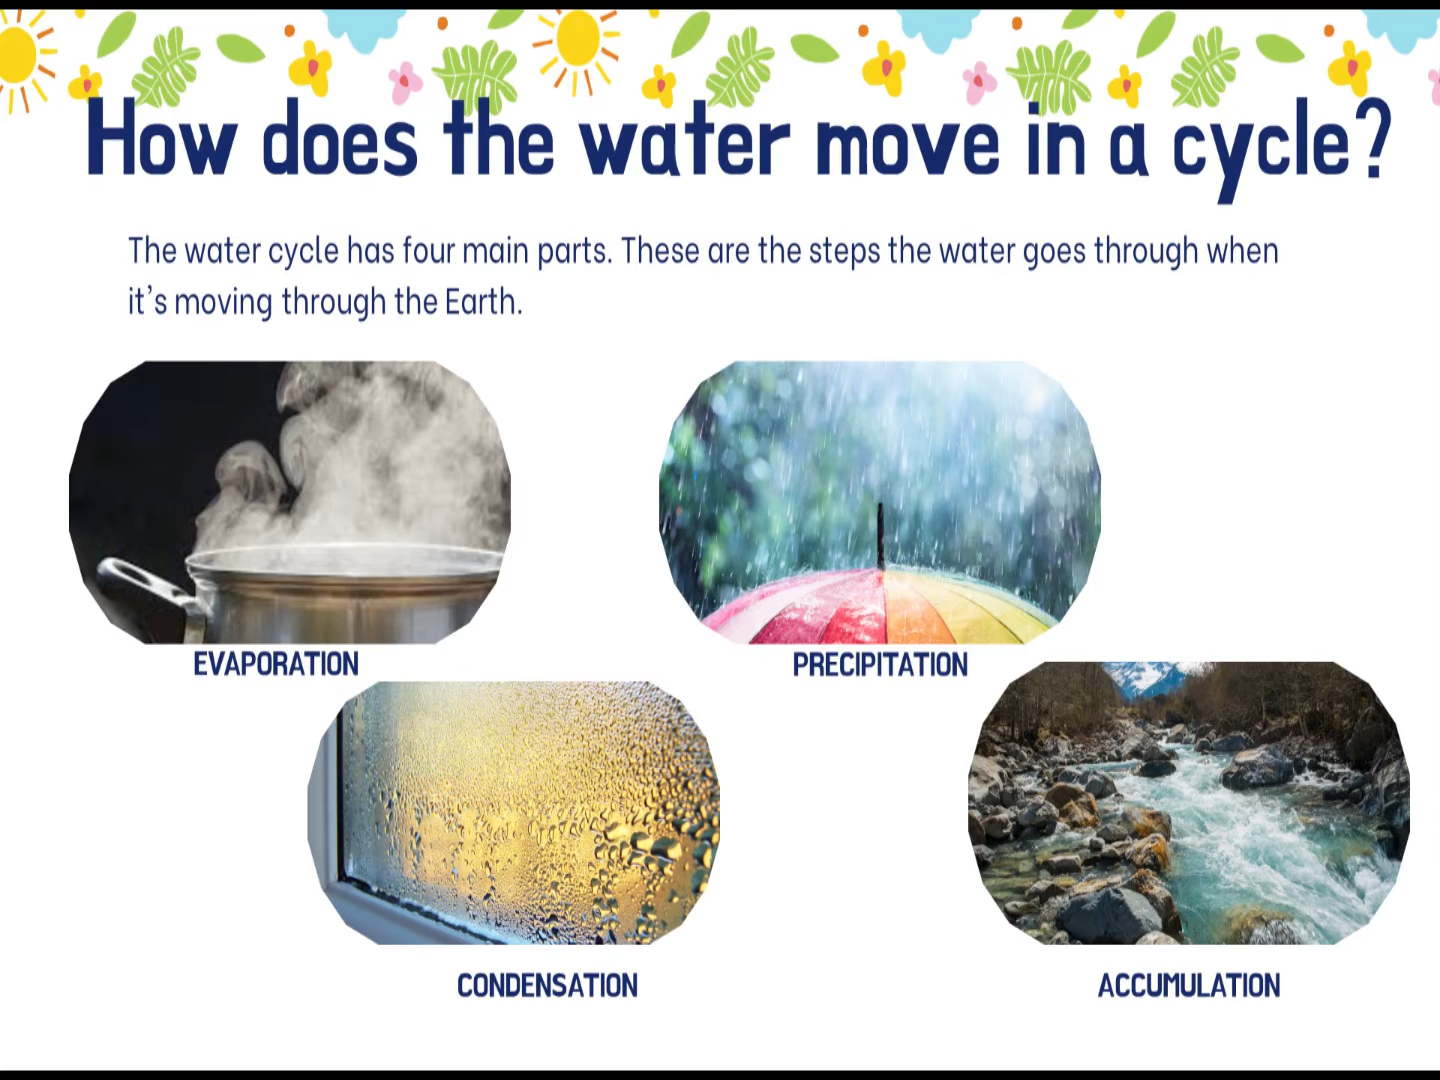 How does the water move in a cycle?
The water cycle has four main parts. These are the steps the water goes through when
it’s moving through the Earth.
EVAPORATION
PRECIPITATION
CONDENSATION
ACCUMULATION